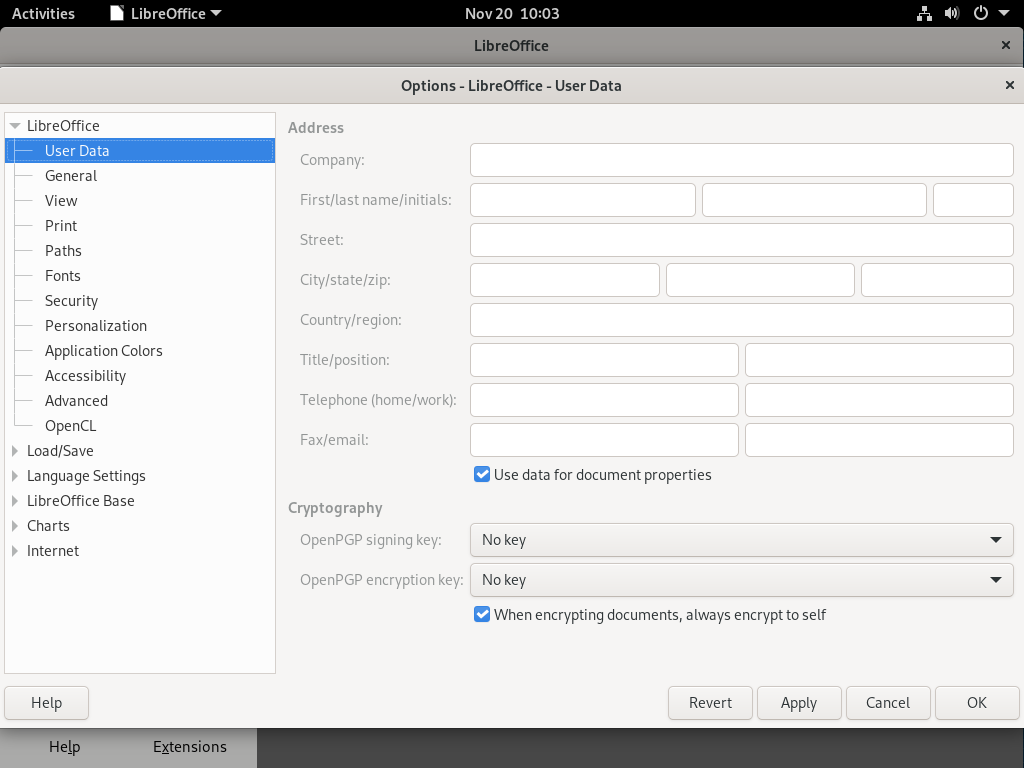 Activities LibreOffice Nov 20 10:03
LibreOffice
Options - LibreOffice - User Data
LibreOffice
User Data
General
View
Print
Paths
Fonts
Security
Personalization
Application Colors
Accessibility
Advanced
OpenCL
Load/Save
Language Settings
LibreOffice Base
Charts
Internet
Address
Company:
First/last name/initials:
Street:
City/state/zip:
Country/region:
Title/position:
Telephone (home/work):
Fax/email:
Use data for document properties
Cryptography
OpenPGP signing key: No key
OpenPGP encryption key: No key
When encrypting documents, always encrypt to self
Help Revert Apply Cancel OK
Help Extensions